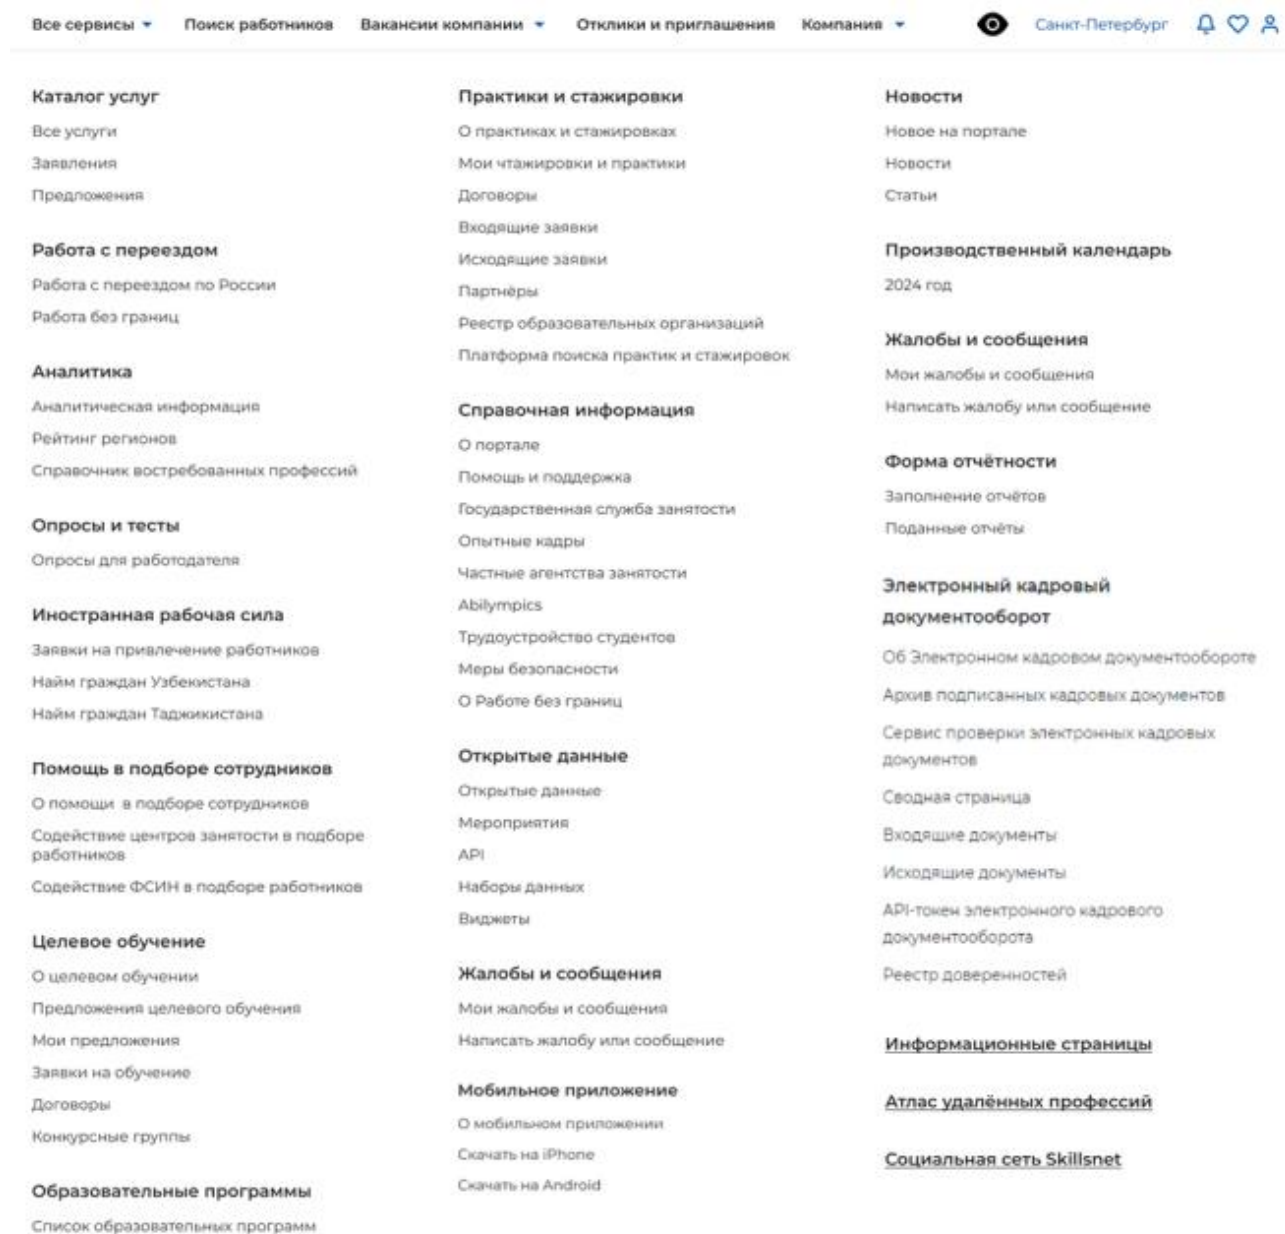 Все сервисы Поиск работников Вакансии компании Отклики и приглашения Компания Санкт-Петербург
Каталог услуг
Все услуги
Заявления
Предложения
Работа с переездом
Работа с переездом по России
Работа без границ
Аналитика
Аналитическая информация
Рейтинг регионов
Справочник востребованных профессий
Опросы и тесты
Опросы для работодателя
Иностранная рабочая сила
Заявки на привлечение работников
Найм граждан Узбекистана
Найм граждан Таджикистана
Помощь в подборе сотрудников
О помощи в подборе сотрудников
Содействие центров занятости в подборе
работников
Содействие ФСИН в подборе работников
Целевое обучение
О целевом обучении
Предложения целевого обучения
Мои предложения
Заявки на обучение
Договоры
Конкурсные группы
Образовательные программы
Список образовательных программ
Практики и стажировки
О практиках и стажировках
Мои чтажировки и практики
Договоры
Входящие заявки
Исходящие заявки
Партнёры
Реестр образовательных организаций
Платформа поиска практик и стажировок
Справочная информация
О портале
Помощь и поддержка
Государственная служба занятости
Опытные кадры
Частные агентства занятости
Abilympics
Трудоустройство студентов
Меры безопасности
О Работе без границ
Открытые данные
Открытые данные
Мероприятия
API
Наборы данных
Виджеты
Жалобы и сообщения
Мои жалобы и сообщения
Написать жалобу или сообщение
Мобильное приложение
О мобильном приложении
Скачать на iPhone
Скачать на Android
Новости
Новое на портале
Новости
Статьи
Производственный календарь
2024 год
Жалобы и сообщения
Мои жалобы и сообщения
Написать жалобу или сообщение
Форма отчётности
Заполнение отчётов
Поданные отчёты
Электронный кадровый
документооборот
Об Электронном кадровом документообороте
Архив подписанных кадровых документов
Сервис проверки электронных кадровых
документов
Сводная страница
Входящие документы
Исходящие документы
API-токен электронного кадрового
документооборота
Реестр доверенностей
Информационные страницы
Атлас удалённых профессий
Социальная сеть Skillsnet